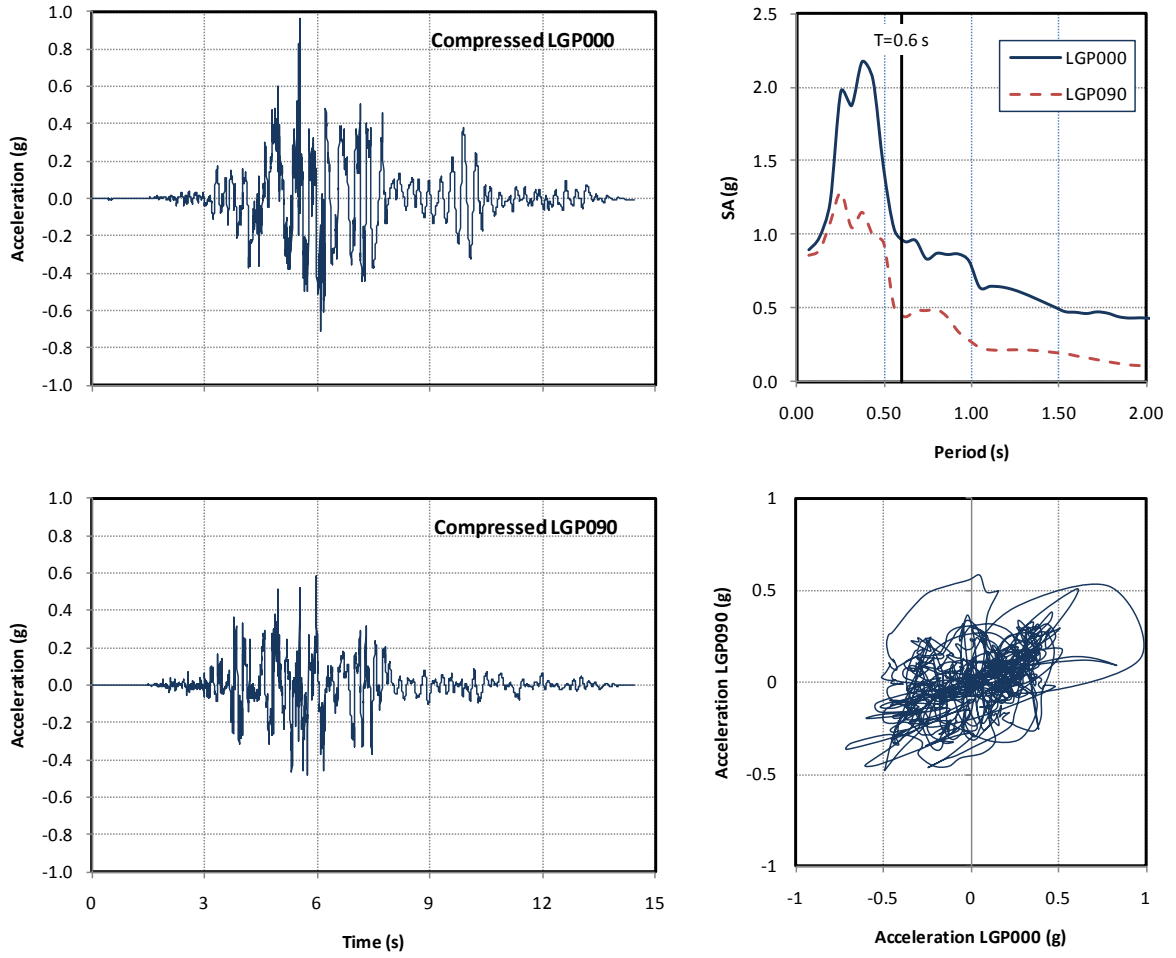 Compressed LGP000
Acceleration (g)
1.0
0.8
0.6
0.4
0.2
0.0
-0.2
-0.4
-0.6
-0.8
-1.0
T=0.6 s
LGP000
LGP090
SA (g)
2.5
2.0
1.5
1.0
0.5
0.0
0.00 0.50 1.00 1.50 2.00
Period (s)
Compressed LGP090
Acceleration (g)
1.0
0.8
0.6
0.4
0.2
0.0
-0.2
-0.4
-0.6
-0.8
-1.0
0 3 6 9 12 15
Time (s)
Acceleration LGP090 (g)
1
0.5
0
-0.5
-1
-1 -0.5 0 0.5 1
Acceleration LGP000 (g)